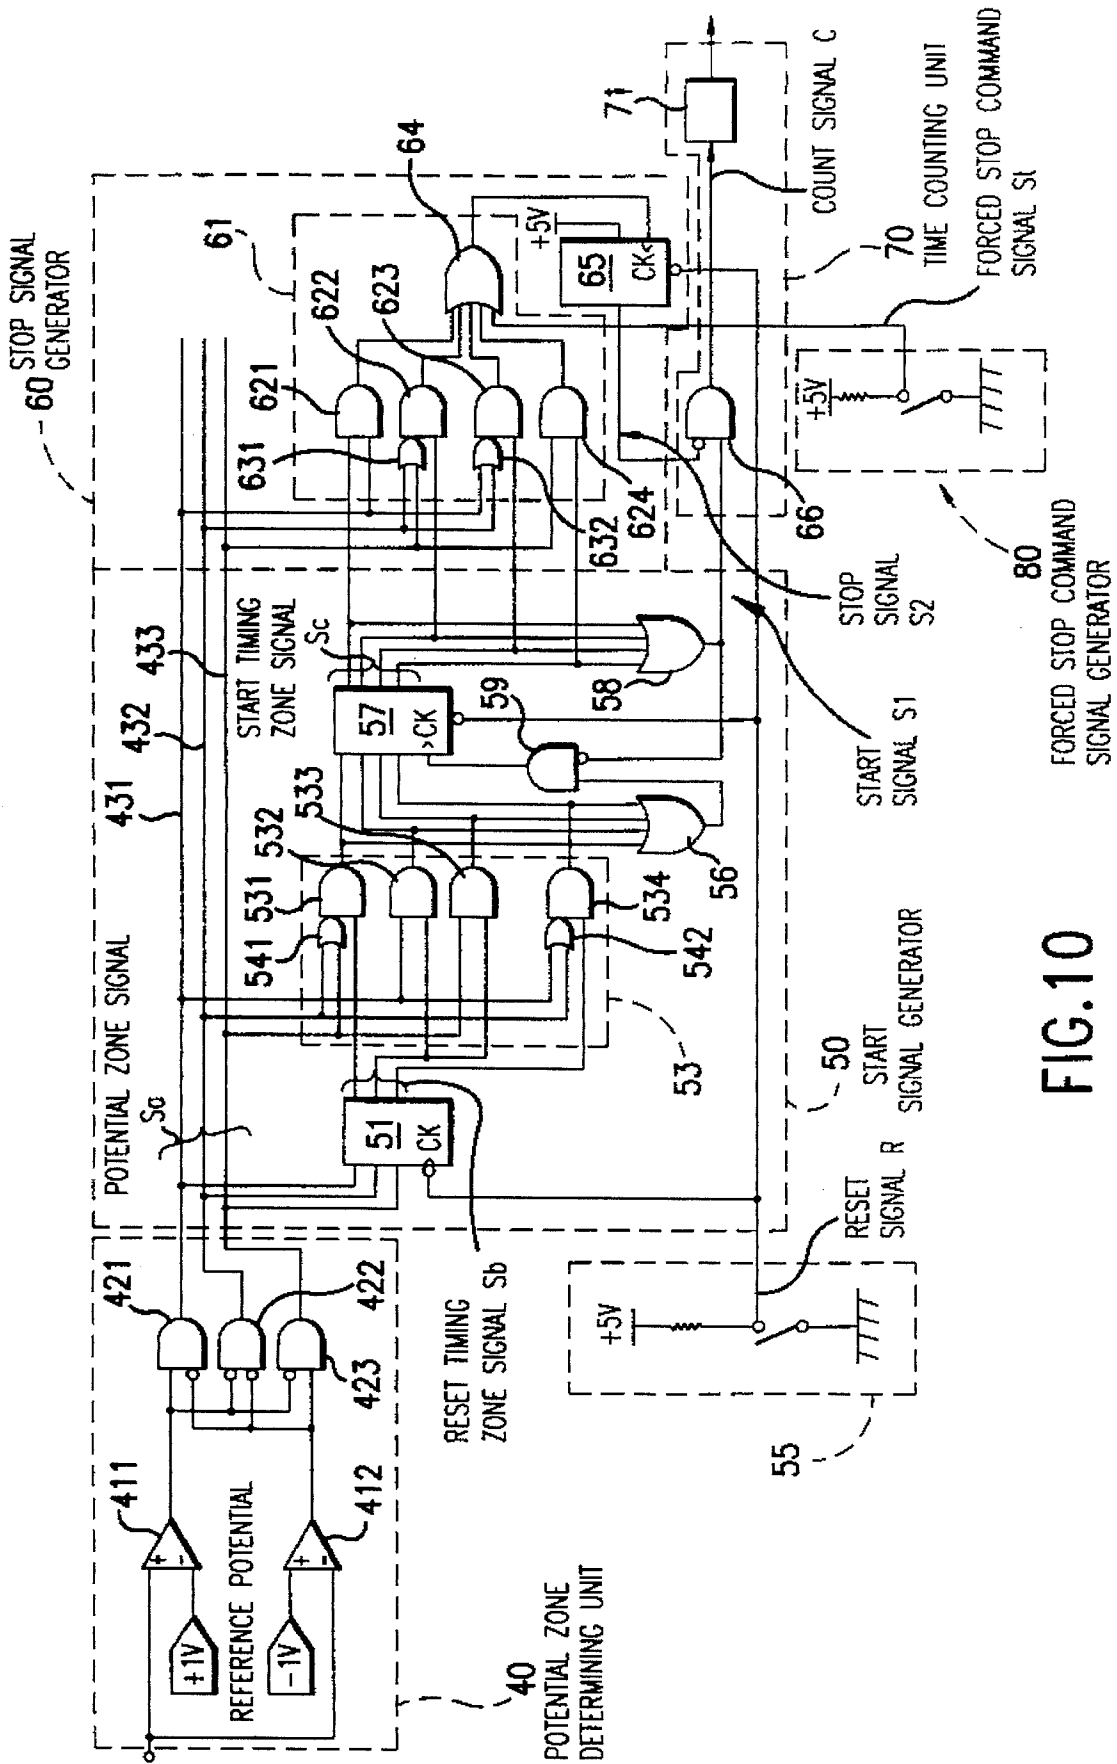 60 STOP SIGNAL
GENERATOR
POTENTIAL ZONE SIGNAL
Sa
431
432
433
START TIMING
ZONE SIGNAL
Sc
61
621
622
623
64
631
632
624
+5V
65
CK
71
COUNT SIGNAL C
70
TIME COUNTING UNIT
FORCED STOP COMMAND
SIGNAL Sl
421
422
423
411
412
+
-
+1V
REFERENCE POTENTIAL
-1V
+
-
40
POTENTIAL ZONE
DETERMINING UNIT
541
531
532
533
534
542
53
51
CK
57
CK
59
58
56
66
RESET TIMING
ZONE SIGNAL Sb
+5V
55
RESET
SIGNAL R
50
START
SIGNAL GENERATOR
START
SIGNAL S1
STOP
SIGNAL
S2
+5V
80
FORCED STOP COMMAND
SIGNAL GENERATOR
FIG.10